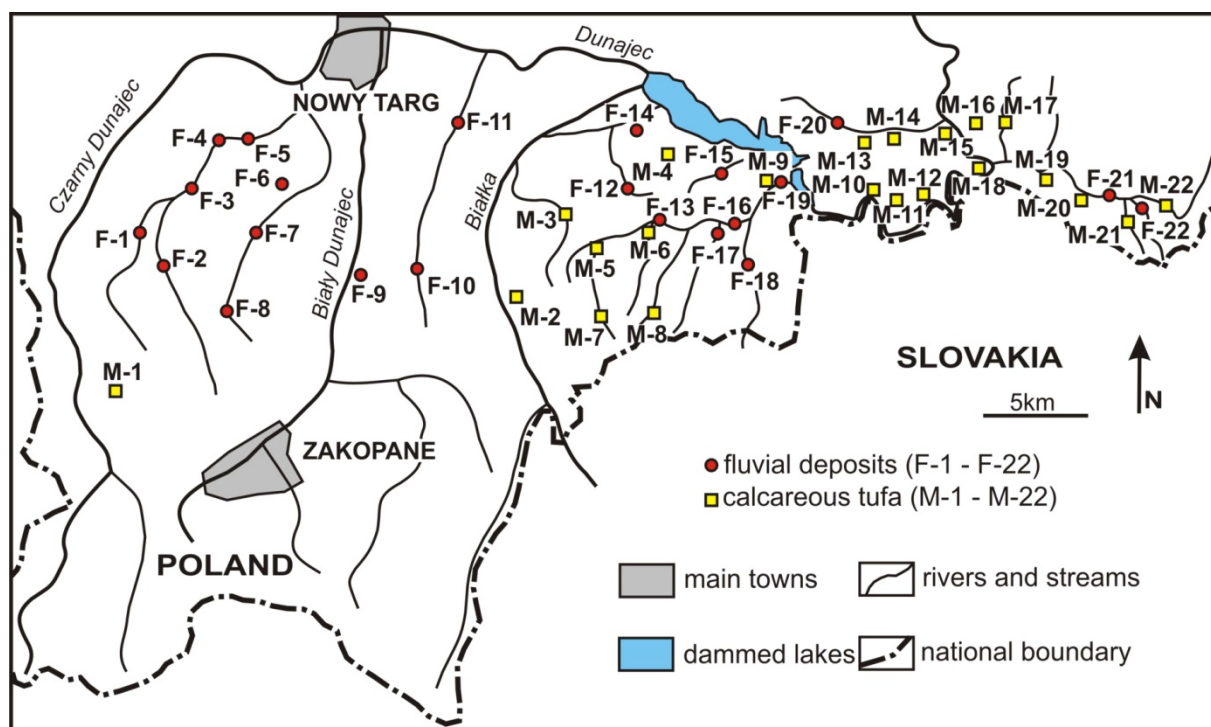 Dunajec
Czarny Dunajec
NOWY TARG
F-4
F-5
F-11
F-14
F-20
M-14
M-16
M-17
F-6
F-3
Biały Dunajec
Białka
M-4
F-15
M-9
M-13
M-15
F-12
M-10
M-12
M-18
M-19
F-1
F-2
F-7
M-3
F-13
F-16
F-19
M-11
M-20
F-21
M-22
F-8
F-9
F-10
M-5
M-6
F-17
F-18
M-21
F-22
M-2
M-7
M-8
M-1
SLOVAKIA
5km
N
ZAKOPANE
fluvial deposits (F-1 - F-22)
calcareous tufa (M-1 - M-22)
POLAND
main towns
rivers and streams
dammed lakes
national boundary